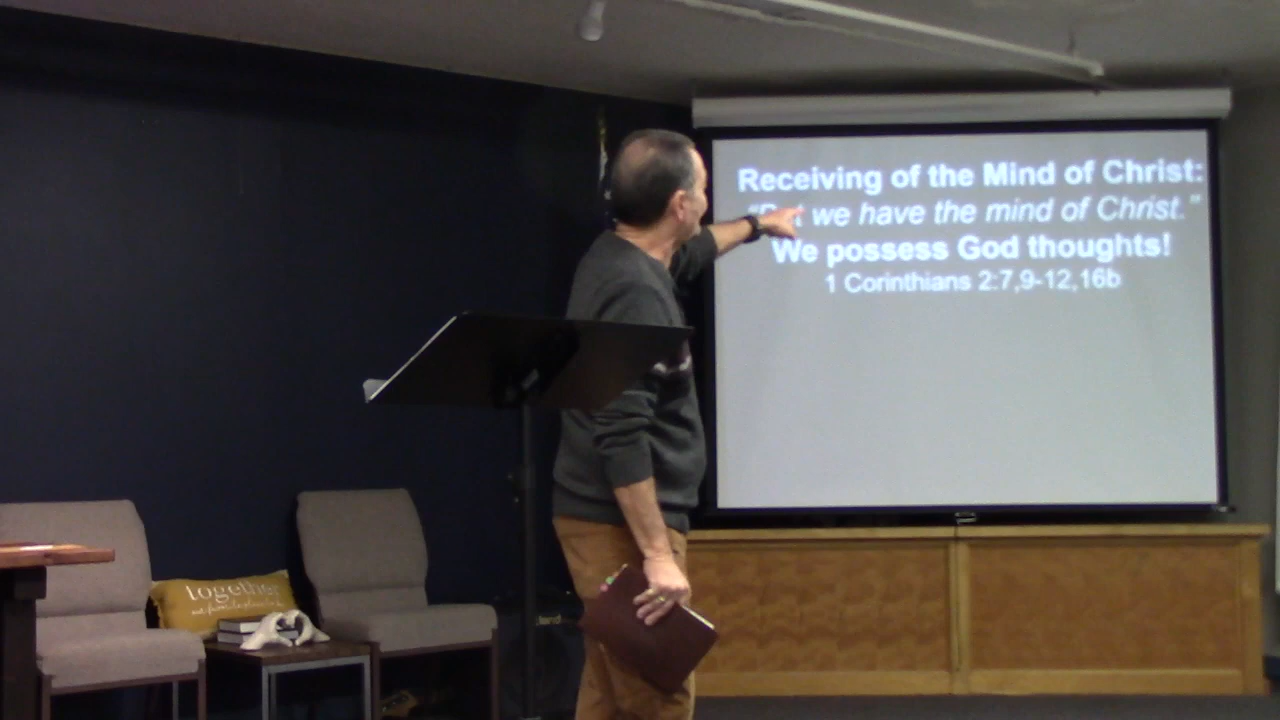 Receiving of the Mind of Christ:
“But we have the mind of Christ.”
We possess God thoughts!
1 Corinthians 2:7,9-12,16b
together